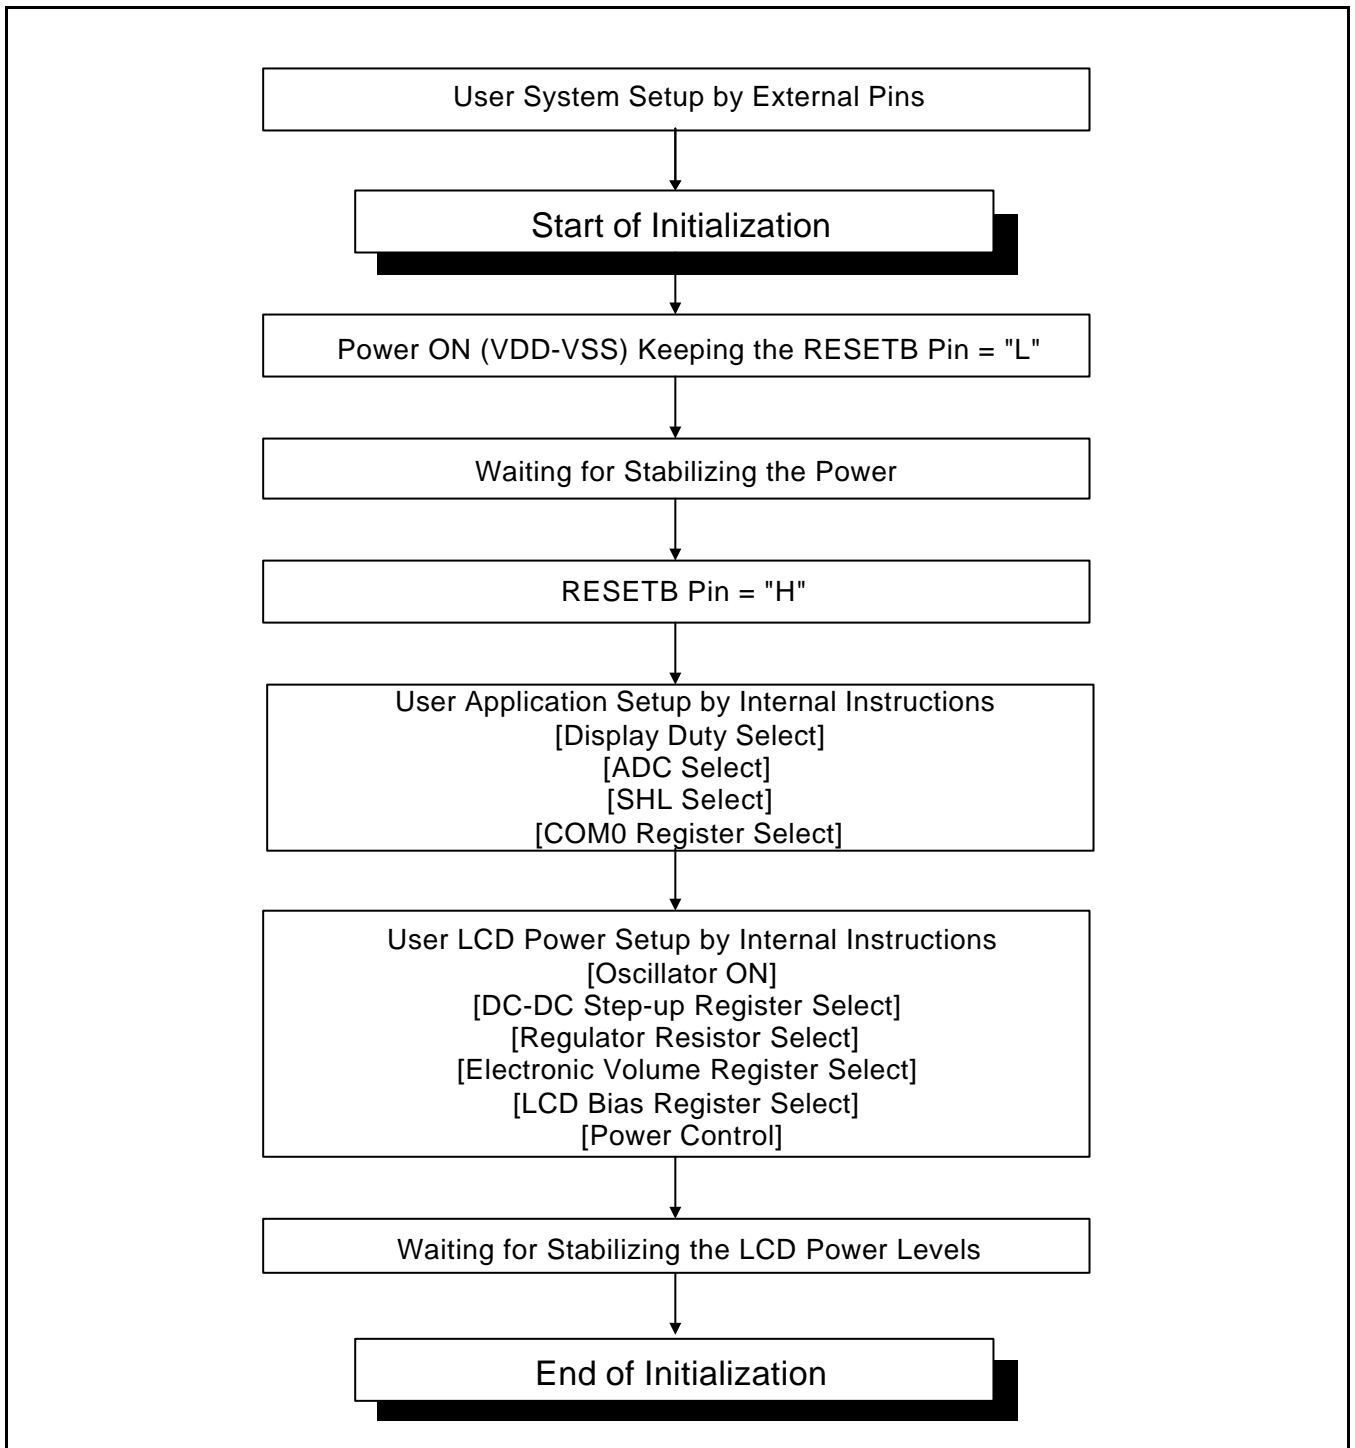 User System Setup by External Pins
Start of Initialization
Power ON (VDD-VSS) Keeping the RESETB Pin = "L"
Waiting for Stabilizing the Power
RESETB Pin = "H"
User Application Setup by Internal Instructions
[Display Duty Select]
[ADC Select]
[SHL Select]
[COM0 Register Select]
User LCD Power Setup by Internal Instructions
[Oscillator ON]
[DC-DC Step-up Register Select]
[Regulator Resistor Select]
[Electronic Volume Register Select]
[LCD Bias Register Select]
[Power Control]
Waiting for Stabilizing the LCD Power Levels
End of Initialization